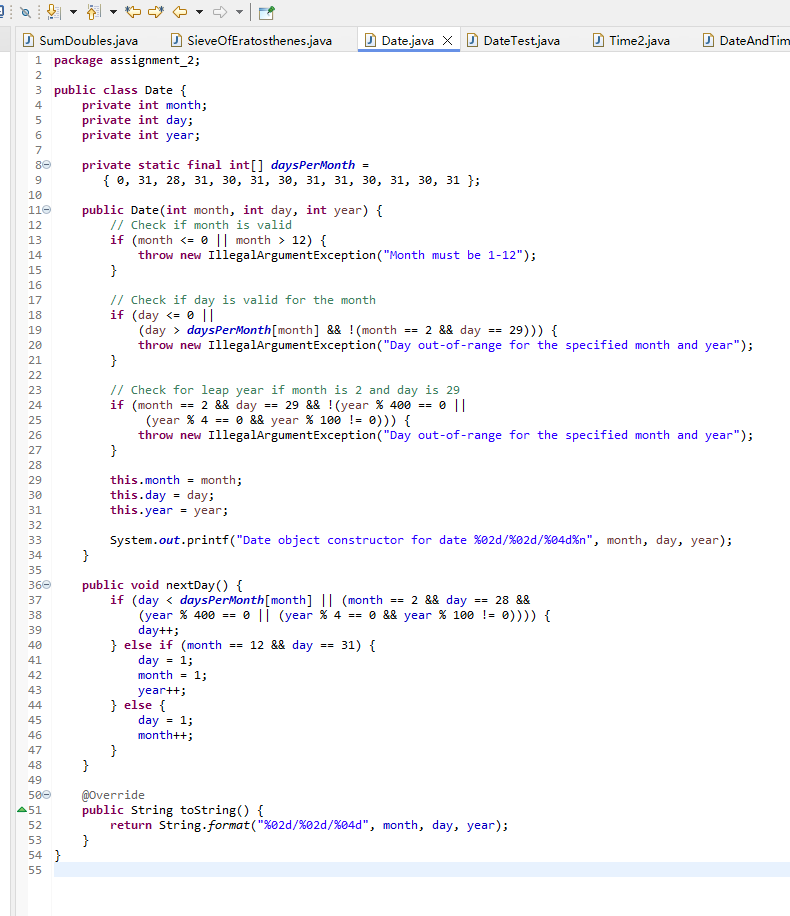 SumDoubles.java SieveOfEratosthenes.java Date.java DateTest.java Time2.java DateAndTim
1 package assignment_2;
2
3 public class Date {
4     private int month;
5     private int day;
6     private int year;
7
8     private static final int[] daysPerMonth =
9        { 0, 31, 28, 31, 30, 31, 30, 31, 31, 30, 31, 30, 31 };
10
11     public Date(int month, int day, int year) {
12         // Check if month is valid
13         if (month <= 0 || month > 12) {
14             throw new IllegalArgumentException("Month must be 1-12");
15         }
16
17         // Check if day is valid for the month
18         if (day <= 0 ||
19             (day > daysPerMonth[month] && !(month == 2 && day == 29))) {
20             throw new IllegalArgumentException("Day out-of-range for the specified month and year");
21         }
22
23         // Check for leap year if month is 2 and day is 29
24         if (month == 2 && day == 29 && !(year % 400 == 0 ||
25              (year % 4 == 0 && year % 100 != 0))) {
26             throw new IllegalArgumentException("Day out-of-range for the specified month and year");
27         }
28
29         this.month = month;
30         this.day = day;
31         this.year = year;
32
33         System.out.printf("Date object constructor for date %02d/%02d/%04d%n", month, day, year);
34     }
35
36     public void nextDay() {
37         if (day < daysPerMonth[month] || (month == 2 && day == 28 &&
38             (year % 400 == 0 || (year % 4 == 0 && year % 100 != 0)))) {
39             day++;
40         } else if (month == 12 && day == 31) {
41             day = 1;
42             month = 1;
43             year++;
44         } else {
45             day = 1;
46             month++;
47         }
48     }
49
50     @Override
51     public String toString() {
52         return String.format("%02d/%02d/%04d", month, day, year);
53     }
54 }
55